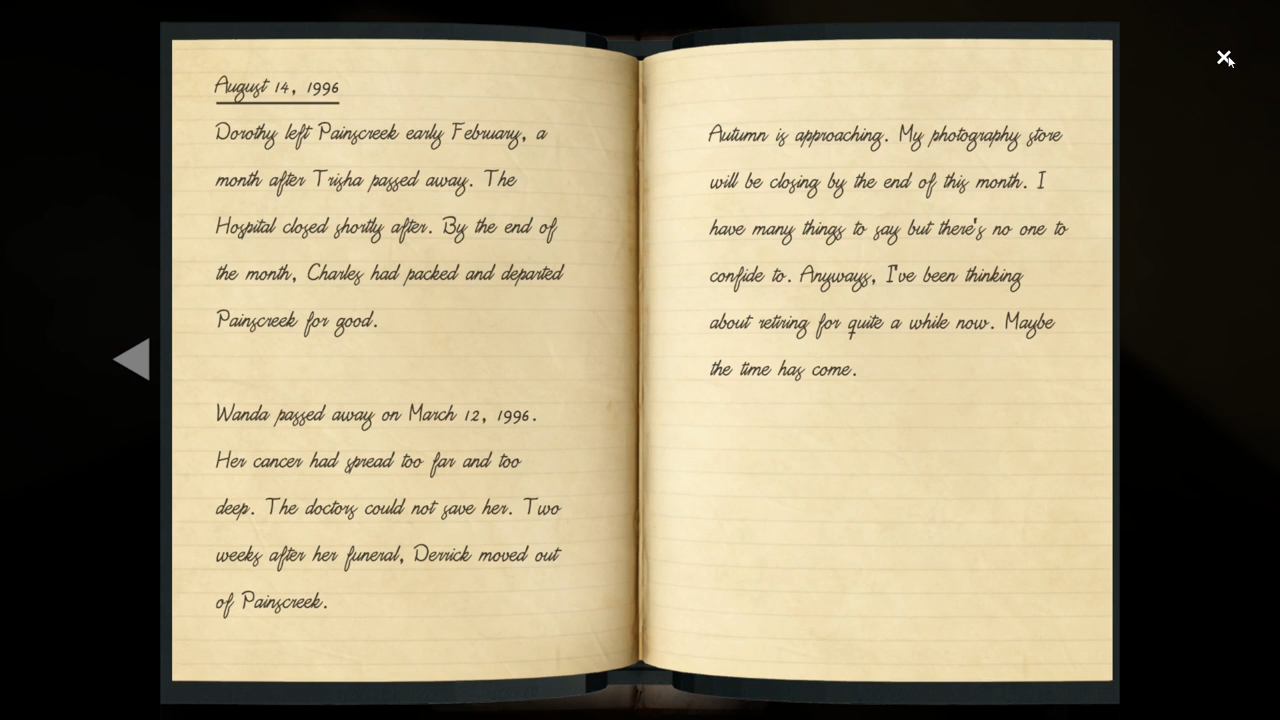 August 14, 1996
Dorothy left Painscreek early February, a
month after Trisha passed away. The
Hospital closed shortly after. By the end of
the month, Charles had packed and departed
Painscreek for good.
Wanda passed away on March 12, 1996.
Her cancer had spread too far and too
deep. The doctors could not save her. Two
weeks after her funeral, Derrick moved out
of Painscreek.
Autumn is approaching. My photography store
will be closing by the end of this month. I
have many things to say but there's no one to
confide to. Anyways, I've been thinking
about retiring for quite a while now. Maybe
the time has come.